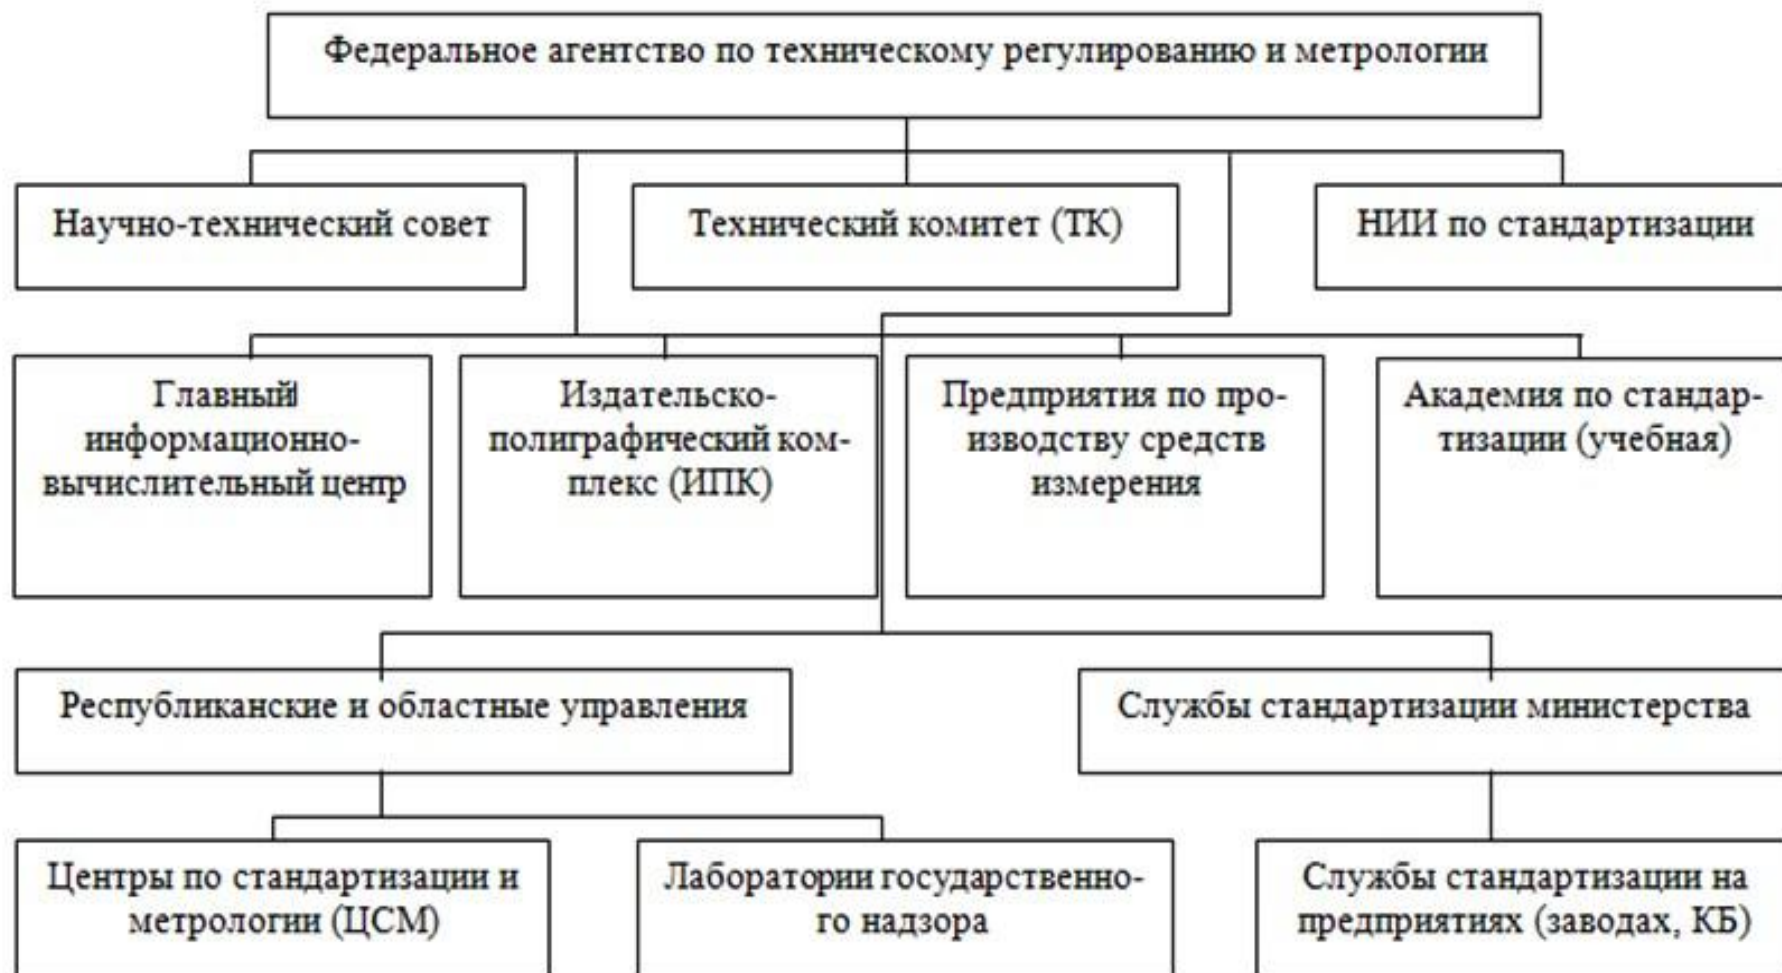 Федеральное агентство по техническому регулированию и метрологии
Научно-технический совет
Технический комитет (ТК)
НИИ по стандартизации
Главный
информационно-
вычислительный центр
Издательско-
полиграфический ком-
плекс (ИПК)
Предприятия по про-
изводству средств
измерения
Академия по стандар-
тизации (учебная)
Республиканские и областные управления
Службы стандартизации министерства
Центры по стандартизации и
метрологии (ЦСМ)
Лаборатории государственно-
го надзора
Службы стандартизации на
предприятиях (заводах, КБ)